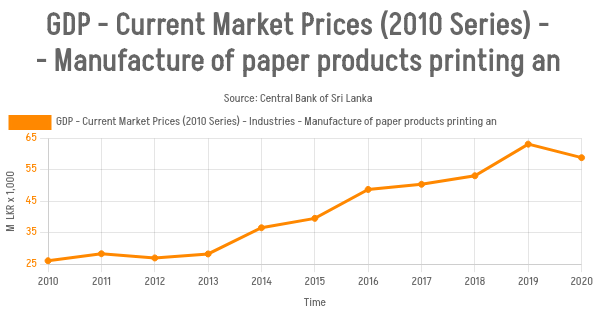 GDP - Current Market Prices (2010 Series) -
- Manufacture of paper products printing an
Source: Central Bank of Sri Lanka
GDP - Current Market Prices (2010 Series) - Industries - Manufacture of paper products printing an
65
55
45
35
25
M LKR x 1,000
2010 2011 2012 2013 2014 2015 2016 2017 2018 2019 2020
Time